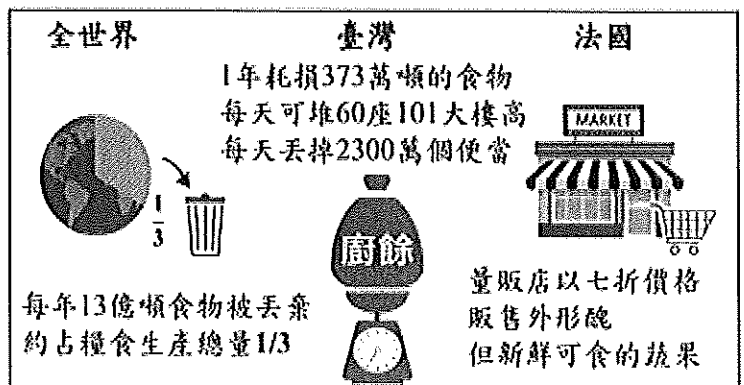 全世界
1
3
每年13億噸食物被丟棄
約占糧食生產總量1/3
臺灣
1年耗損373萬噸的食物
每天可堆60座101大樓高
每天丟掉2300萬個便當
廚餘
法國
MARKET
量販店以七折價格
販售外形醜
但新鮮可食的蔬果